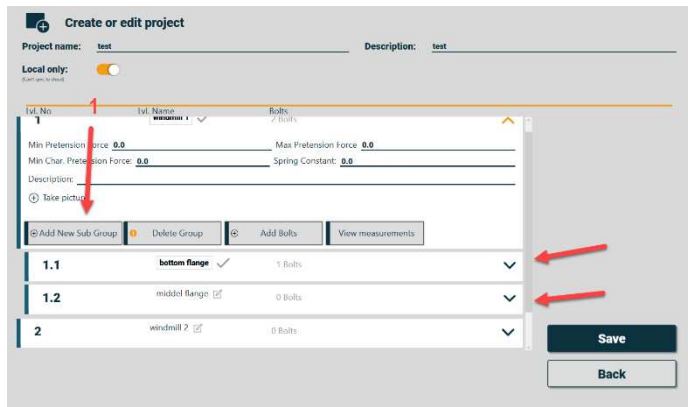 Create or edit project
Project name: test Description: test
Local only:
1
Lvl. No Lvl. Name Bolts
1 windmill 1 2 Bolts
Min Pretension Force 0.0 Max Pretension Force 0.0
Min Char. Pretension Force: 0.0 Spring Constant: 0.0
Description:
Take picture
Add New Sub Group Delete Group Add Bolts View measurements
1.1 bottom flange 1 Bolts
1.2 middel flange 0 Bolts
2 windmill 2 0 Bolts
Save
Back